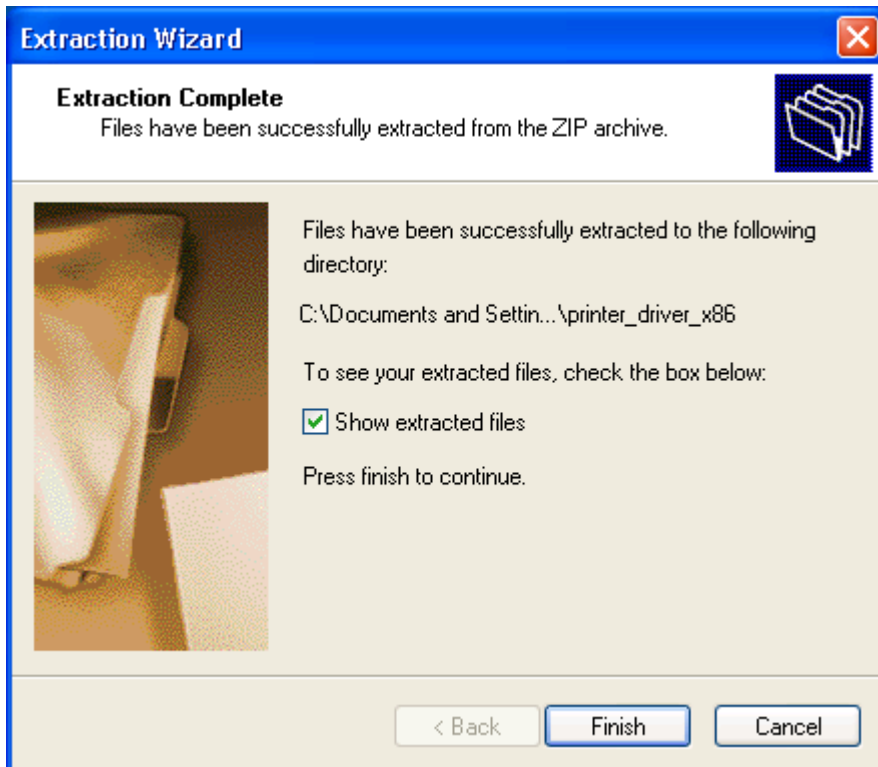 Extraction Wizard
Extraction Complete
Files have been successfully extracted from the ZIP archive.
Files have been successfully extracted to the following
directory:
C:\Documents and Settin...\printer_driver_x86
To see your extracted files, check the box below:
Show extracted files
Press finish to continue.
< Back
Finish
Cancel